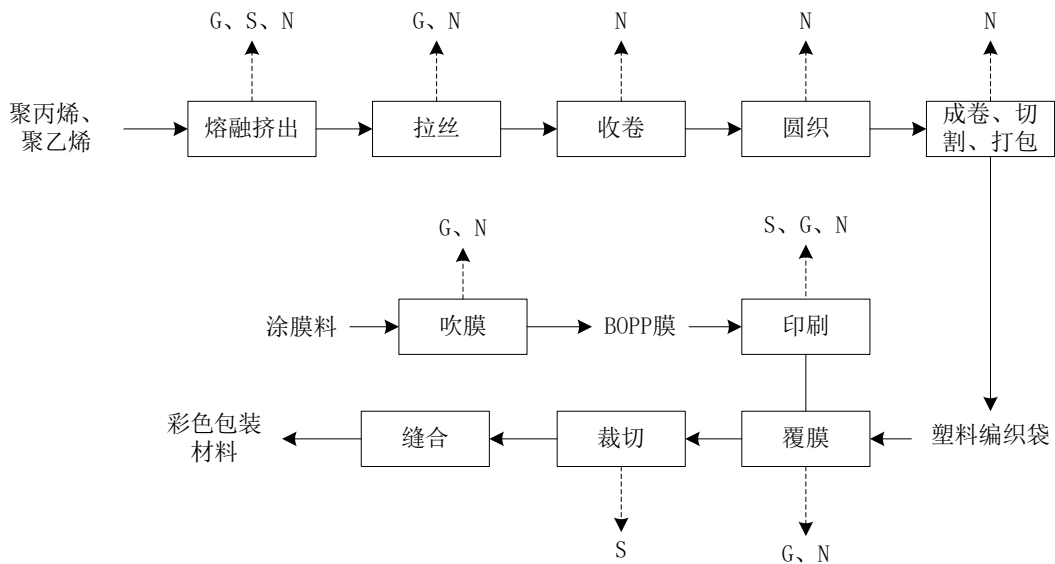 G、S、N
G、N
N
N
N
聚丙烯、
聚乙烯
熔融挤出
拉丝
收卷
圆织
成卷、切
割、打包
G、N
S、G、N
涂膜料
吹膜
BOPP膜
印刷
彩色包装
材料
缝合
裁切
覆膜
塑料编织袋
S
G、N